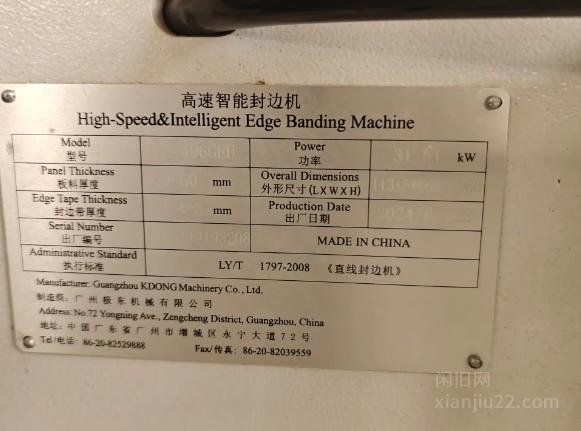 高速智能封边机
High-Speed&Intelligent Edge Banding Machine
Model
型号
Power
功率
kW
Panel Thickness
板料厚度
mm
Overall Dimensions
外形尺寸(LXWXH)
Edge Tape Thickness
封边带厚度
mm
Production Date
出厂日期
Serial Number
出厂编号
MADE IN CHINA
Administrative Standard
执行标准
LY/T 1797-2008 《直线封边机》
Manufacturer: Guangzhou KDONG Machinery Co., Ltd.
制造商: 广州极东机械有限公司
Address: No.72 Yongning Ave., Zengcheng District, Guangzhou, China
地址: 中国广东省广州市增城区永宁大道72号
Tel/电话: 86-20-82529888 Fax/传真: 86-20-82039559
闲旧网
xianjiu22.com